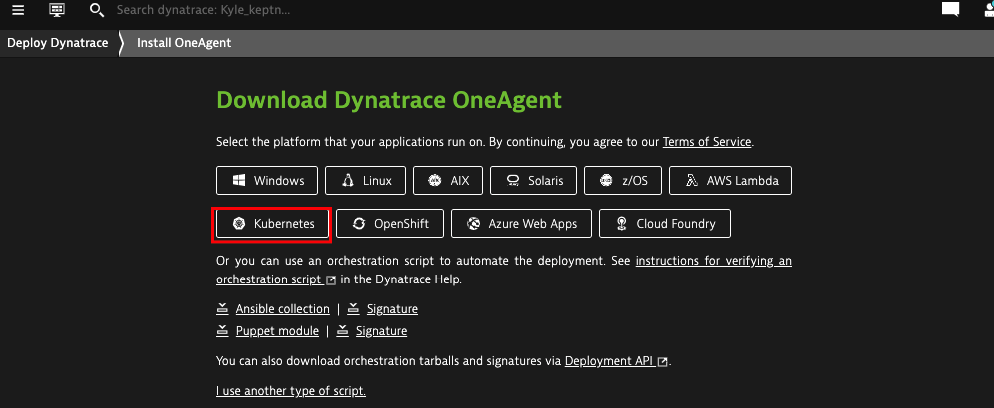 Search dynatrace: Kyle_keptn...
Deploy Dynatrace Install OneAgent
Download Dynatrace OneAgent
Select the platform that your applications run on. By continuing, you agree to our Terms of Service.
Windows Linux AIX Solaris z/OS AWS Lambda
Kubernetes OpenShift Azure Web Apps Cloud Foundry
Or you can use an orchestration script to automate the deployment. See instructions for verifying an
orchestration script in the Dynatrace Help.
Ansible collection | Signature
Puppet module | Signature
You can also download orchestration tarballs and signatures via Deployment API.
I use another type of script.